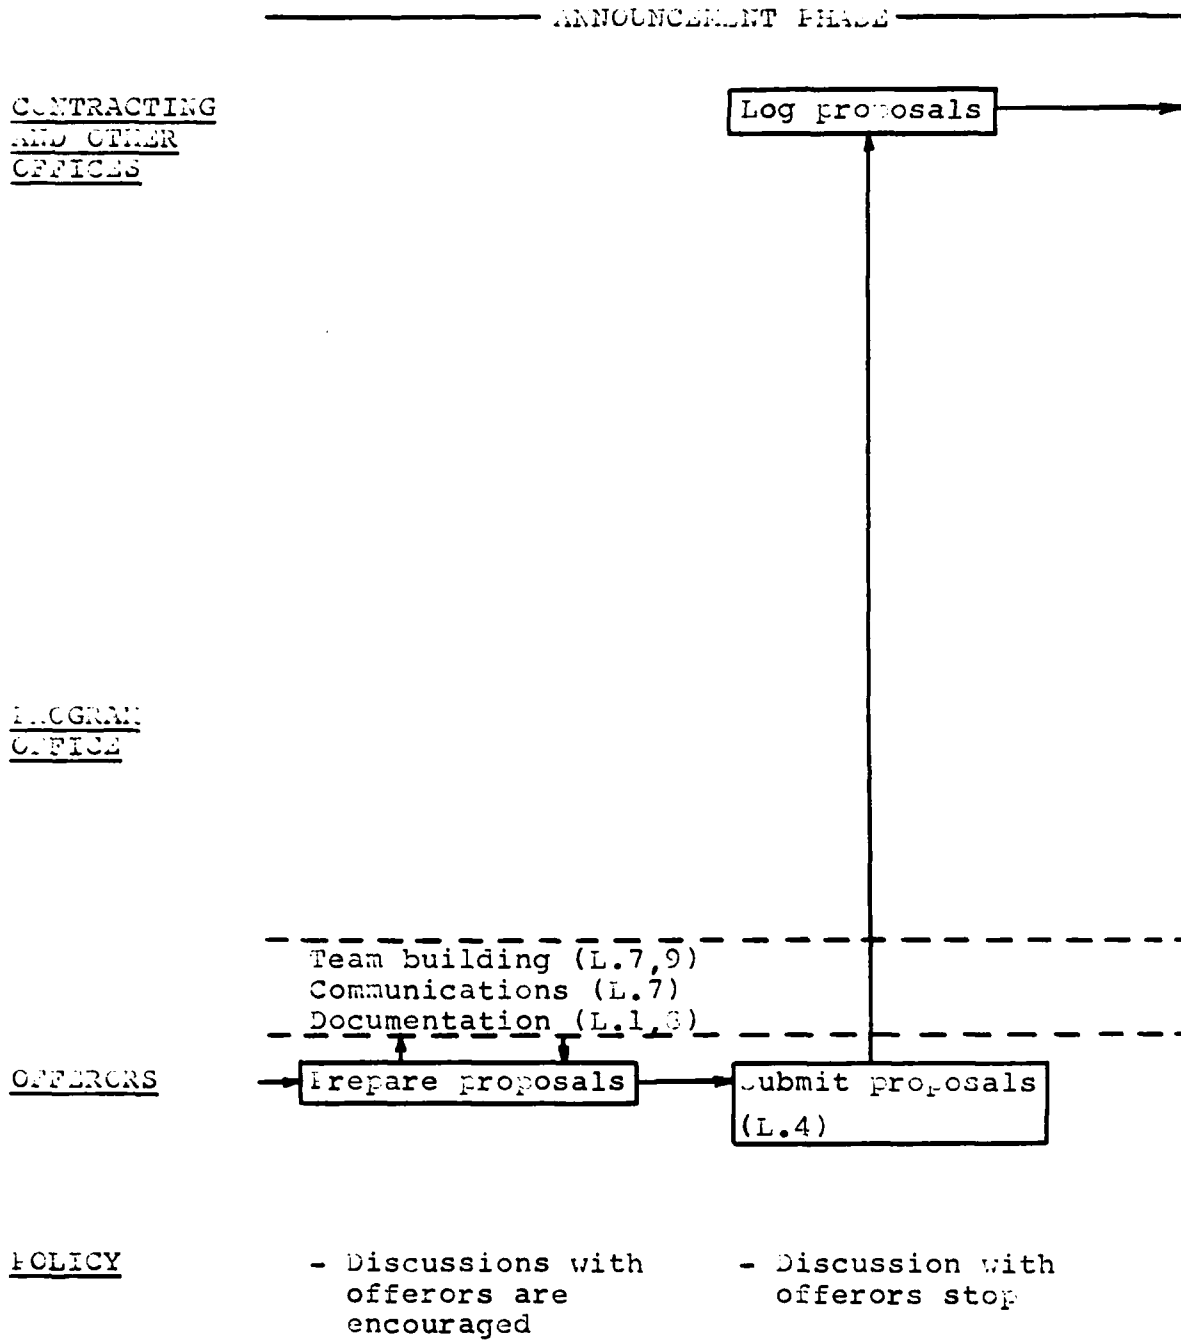 ANNOUNCEMENT PHASE
CONTRACTING
AND OTHER
OFFICES
Log proposals
PROGRAM
OFFICE
Team building (L.7,9)
Communications (L.7)
Documentation (L.1,8)
OFFERORS
Prepare proposals
Submit proposals
(L.4)
POLICY
- Discussions with
offerors are
encouraged
- Discussion with
offerors stop